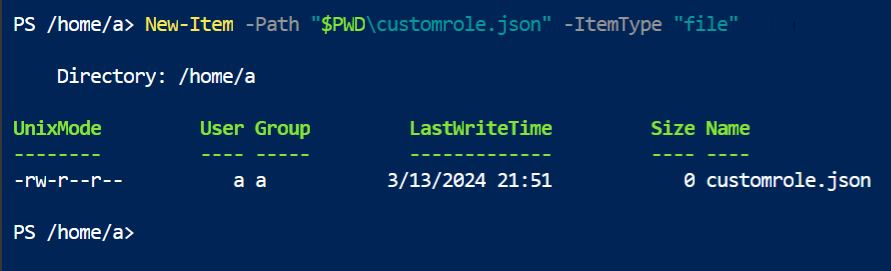 PS /home/a> New-Item -Path "$PWD\customrole.json" -ItemType "file"
Directory: /home/a
UnixMode User Group LastWriteTime Size Name
-------- ---- ----- ------------- ---- ----
-rw-r--r-- a a 3/13/2024 21:51 0 customrole.json
PS /home/a>